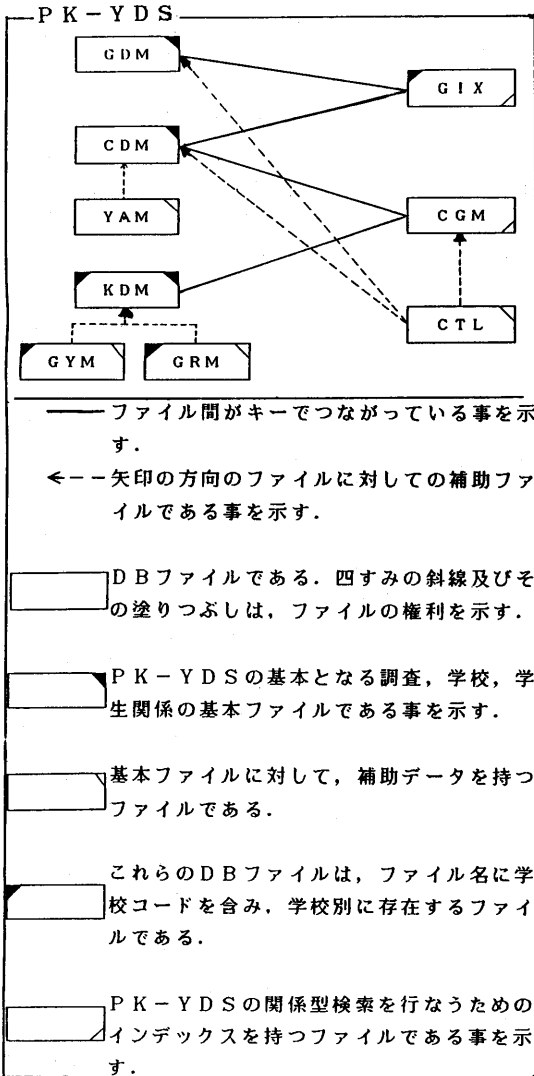 PK-YDS
GDM
GIX
CDM
YAM
CGM
KDM
CTL
GYM
GRM
ファイル間がキーでつながっている事を示
す.
矢印の方向のファイルに対しての補助ファ
イルである事を示す.
DBファイルである.四すみの斜線及びそ
の塗りつぶしは,ファイルの権利を示す.
PK-YDSの基本となる調査,学校,学
生関係の基本ファイルである事を示す.
基本ファイルに対して,補助データを持つ
ファイルである.
これらのDBファイルは,ファイル名に学
校コードを含み,学校別に存在するファイ
ルである.
PK-YDSの関係型検索を行なうための
インデックスを持つファイルである事を示
す.